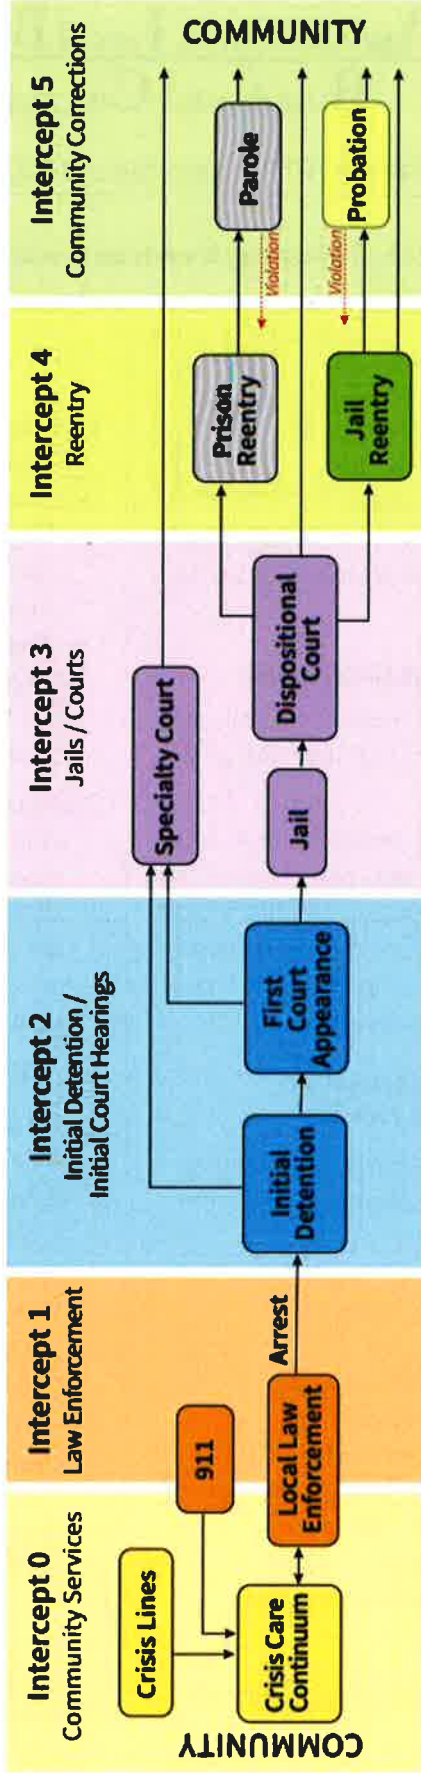 Intercept 0
Community Services
Intercept 1
Law Enforcement
Intercept 2
Initial Detention /
Initial Court Hearings
Intercept 3
Jails / Courts
Intercept 4
Reentry
Intercept 5
Community Corrections
COMMUNITY
Crisis Lines
Crisis Care
Continuum
911
Local Law
Enforcement
Arrest
Initial
Detention
First
Court
Appearance
Specialty Court
Jail
Dispositional
Court
Prison
Reentry
Jail
Reentry
Violation
Violation
Parole
Probation
COMMUNITY